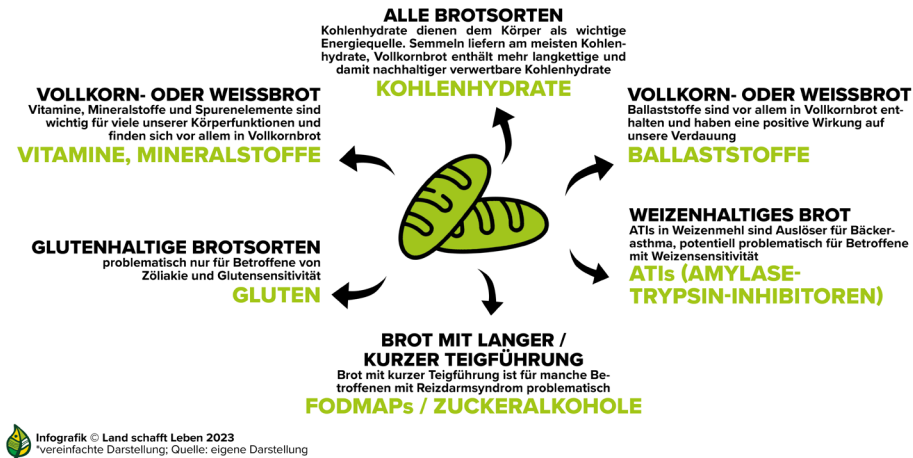 ALLE BROTSORTEN
Kohlenhydrate dienen dem Körper als wichtige
Energiequelle. Semmeln liefern am meisten Kohlen-
hydrate, Vollkornbrot enthält mehr langkettige und
damit nachhaltiger verwertbare Kohlenhydrate
KOHLENHYDRATE
VOLLKORN- ODER WEISSBROT
Vitamine, Mineralstoffe und Spurenelemente sind
wichtig für viele unserer Körperfunktionen und
finden sich vor allem in Vollkornbrot
VITAMINE, MINERALSTOFFE
VOLLKORN- ODER WEISSBROT
Ballaststoffe sind vor allem in Vollkornbrot ent-
halten und haben eine positive Wirkung auf
unsere Verdauung
BALLASTSTOFFE
GLUTENHALTIGE BROTSORTEN
problematisch nur für Betroffene von
Zöliakie und Glutensensitivität
GLUTEN
WEIZENHALTIGES BROT
ATIs in Weizenmehl sind Auslöser für Bäcker-
asthma, potentiell problematisch für Betroffene
mit Weizensensitivität
ATIs (AMYLASE-
TRYPSIN-INHIBITOREN)
BROT MIT LANGER /
KURZER TEIGFÜHRUNG
Brot mit kurzer Teigführung ist für manche Be-
troffenen mit Reizdarmsyndrom problematisch
FODMAPs / ZUCKERALKOHOLE
Infografik © Land schafft Leben 2023
*vereinfachte Darstellung; Quelle: eigene Darstellung